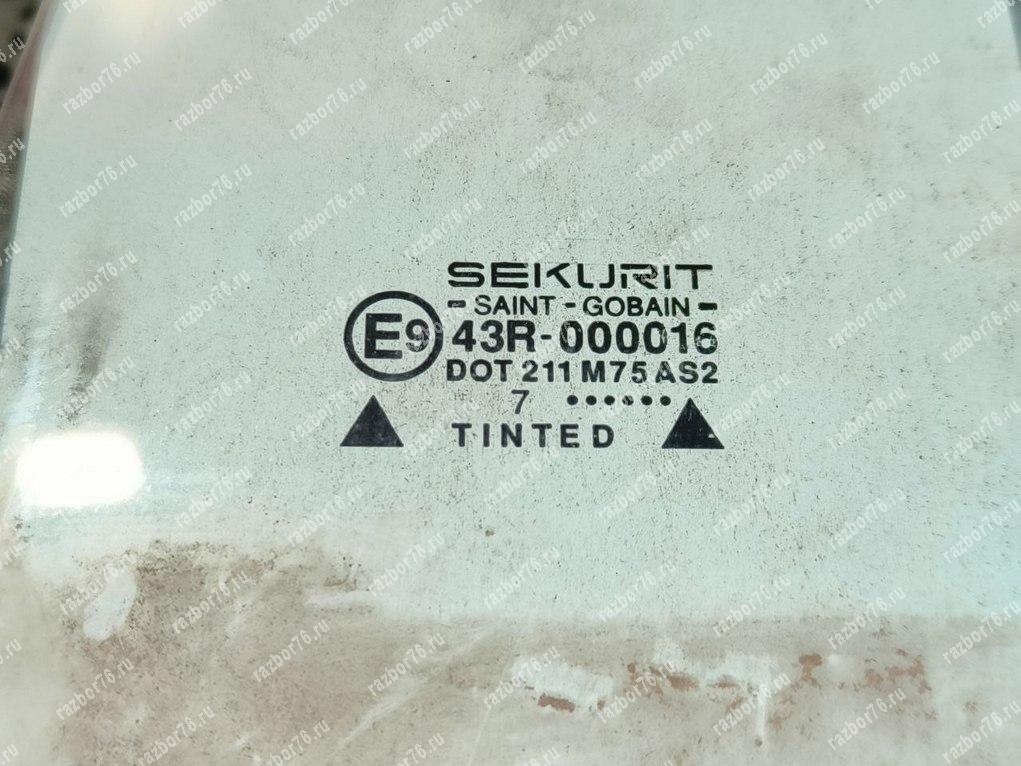 SEKURIT
- SAINT - GOBAIN -
E9 43R-000016
DOT 211 M75 AS2
7 ••••••
TINTED
razbor76.ru